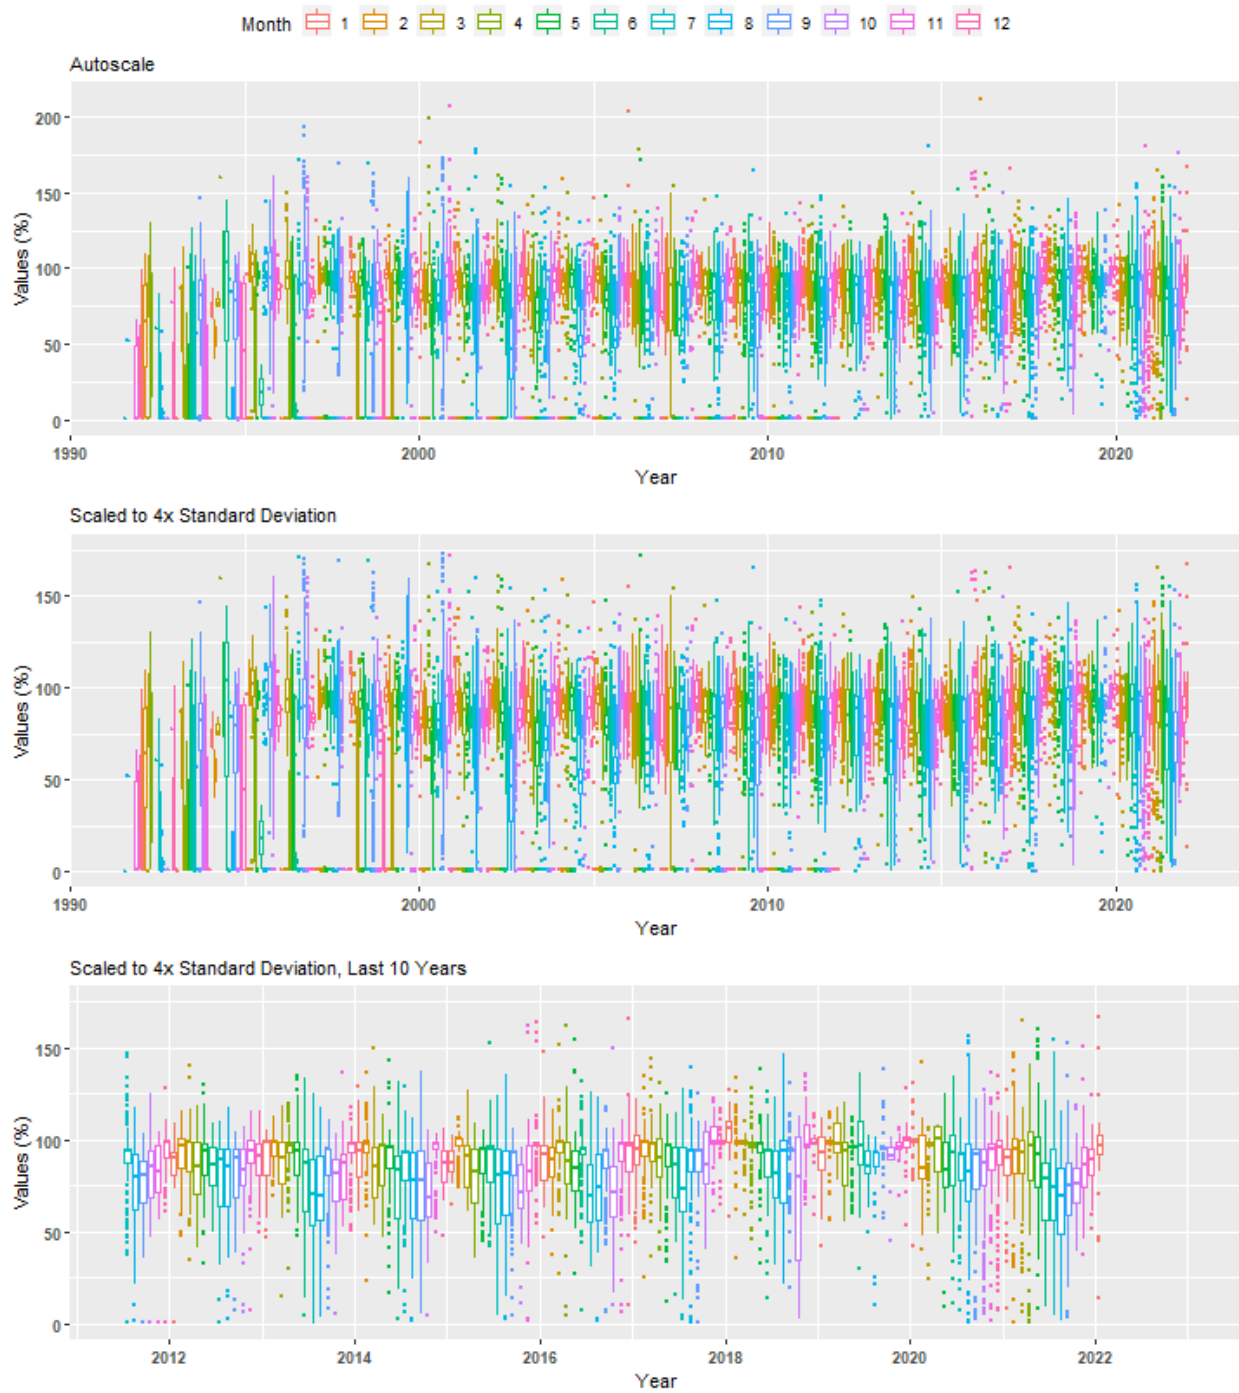 Month 1 2 3 4 5 6 7 8 9 10 11 12
Autoscale
Values (%)
200
150
100
50
0
1990 2000 2010 2020
Year
Scaled to 4x Standard Deviation
Values (%)
150
100
50
0
1990 2000 2010 2020
Year
Scaled to 4x Standard Deviation, Last 10 Years
Values (%)
150
100
50
0
2012 2014 2016 2018 2020 2022
Year